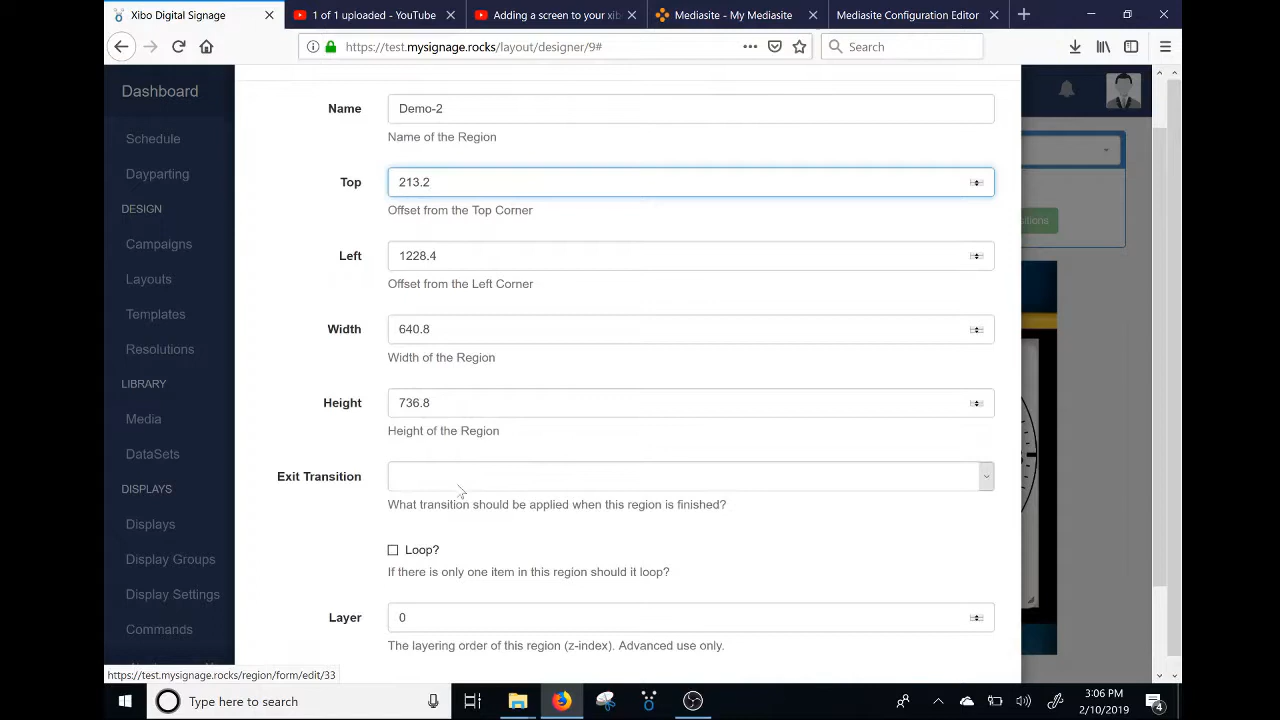 Xibo Digital Signage
1 of 1 uploaded - YouTube
Adding a screen to your xib
Mediasite - My Mediasite
Mediasite Configuration Editor
https://test.mysignage.rocks/layout/designer/9#
Search
Dashboard
Schedule
Dayparting
DESIGN
Campaigns
Layouts
Templates
Resolutions
LIBRARY
Media
DataSets
DISPLAYS
Displays
Display Groups
Display Settings
Commands
Name
Demo-2
Name of the Region
Top
213.2
Offset from the Top Corner
Left
1228.4
Offset from the Left Corner
Width
640.8
Width of the Region
Height
736.8
Height of the Region
Exit Transition
What transition should be applied when this region is finished?
Loop?
If there is only one item in this region should it loop?
Layer
0
The layering order of this region (z-index). Advanced use only.
https://test.mysignage.rocks/region/form/edit/33
Type here to search
3:06 PM
2/10/2019
4